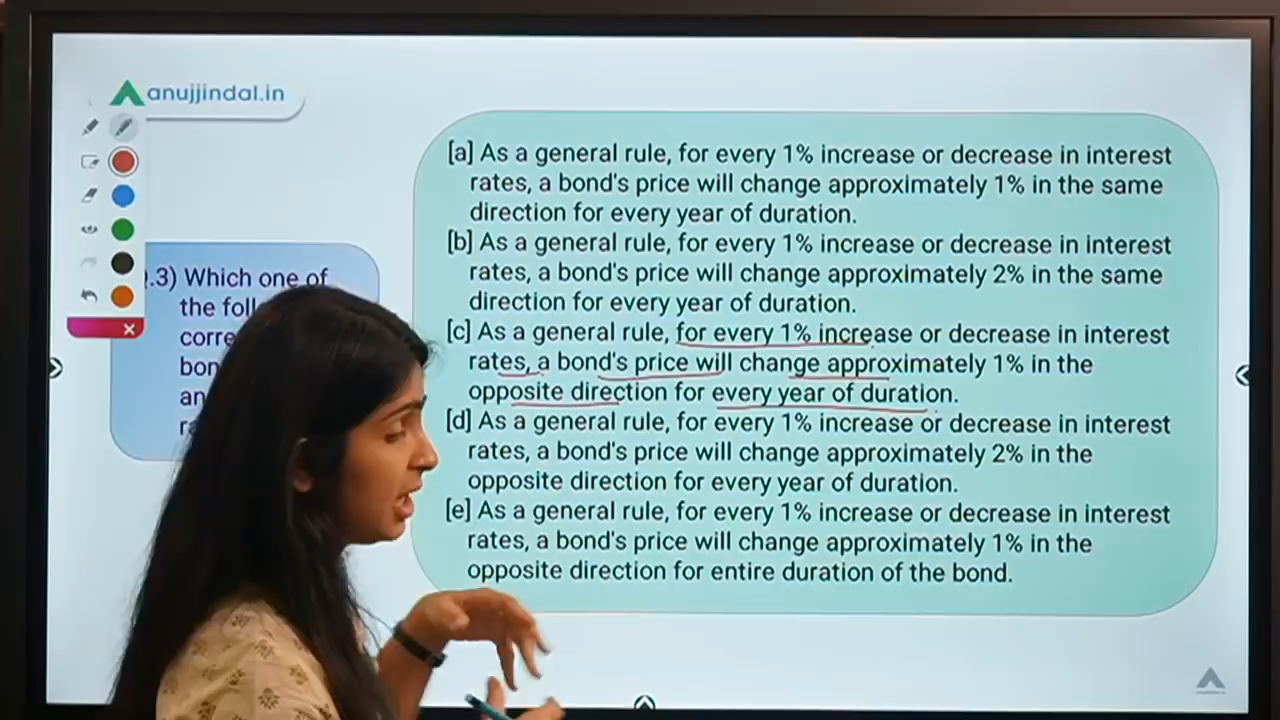 anujjindal.in
.3) Which one of
the
[a] As a general rule, for every 1% increase or decrease in interest
rates, a bond's price will change approximately 1% in the same
direction for every year of duration.
[b] As a general rule, for every 1% increase or decrease in interest
rates, a bond's price will change approximately 2% in the same
direction for every year of duration.
[c] As a general rule, for every 1% increase or decrease in interest
rates, a bond's price will change approximately 1% in the
opposite direction for every year of duration.
[d] As a general rule, for every 1% increase or decrease in interest
rates, a bond's price will change approximately 2% in the
opposite direction for every year of duration.
[e] As a general rule, for every 1% increase or decrease in interest
rates, a bond's price will change approximately 1% in the
opposite direction for entire duration of the bond.